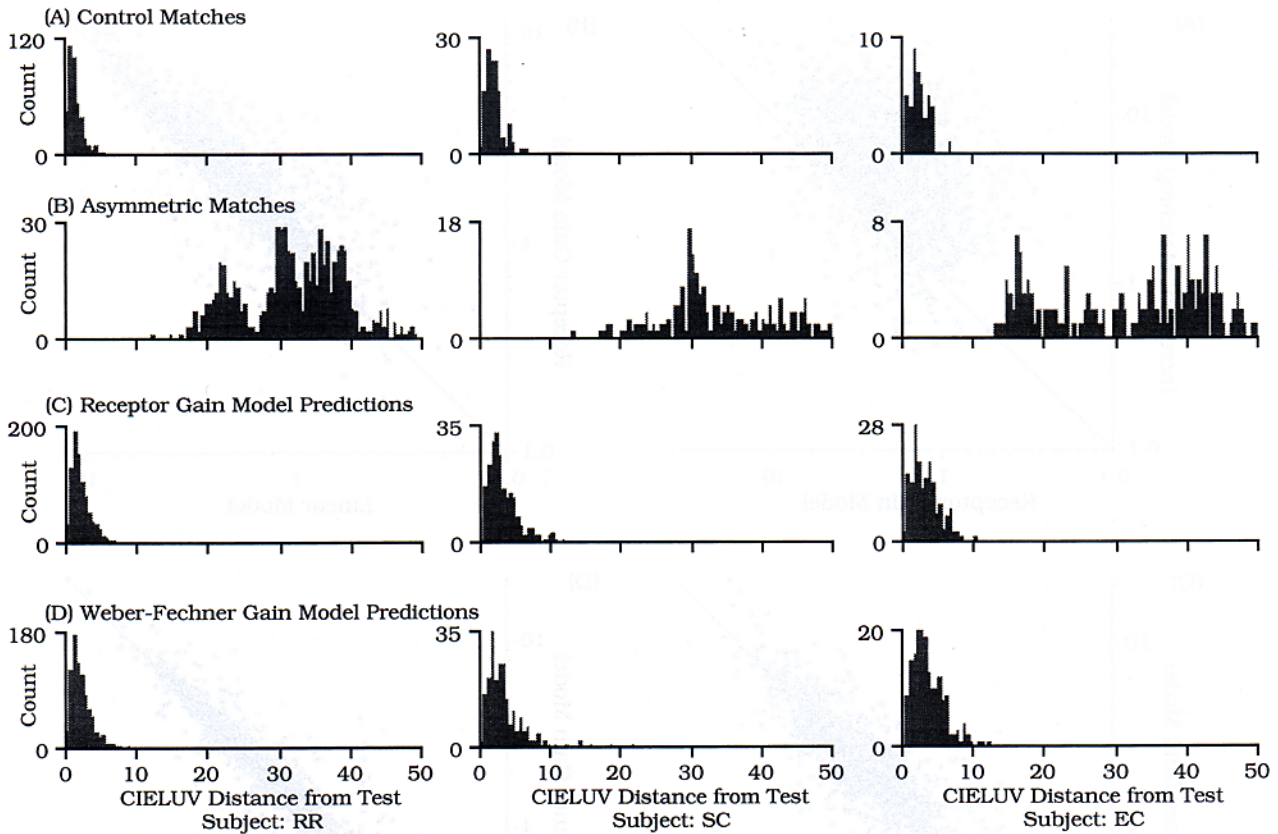 (A) Control Matches
120
Count
0
30
0
10
0
(B) Asymmetric Matches
30
Count
0
18
0
8
0
(C) Receptor Gain Model Predictions
200
Count
0
35
0
28
0
(D) Weber-Fechner Gain Model Predictions
180
Count
0
35
0
20
0
0 10 20 30 40 50
0 10 20 30 40 50
0 10 20 30 40 50
CIELUV Distance from Test
Subject: RR
CIELUV Distance from Test
Subject: SC
CIELUV Distance from Test
Subject: EC